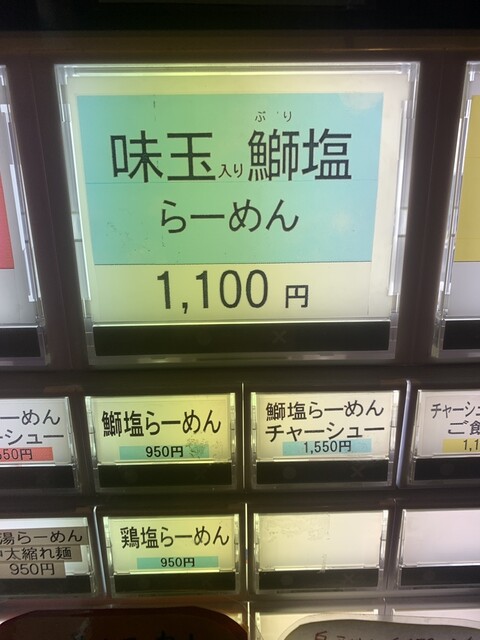 ぶり
味玉入り鰤塩
らーめん
1,100円
ーめん
ーシュー
550円
鰤塩らーめん
950円
鰤塩らーめん
チャーシュー
1,550円
チャーシュ
ご飯
湯らーめん
中太縮れ麺
950円
鶏塩らーめん
950円